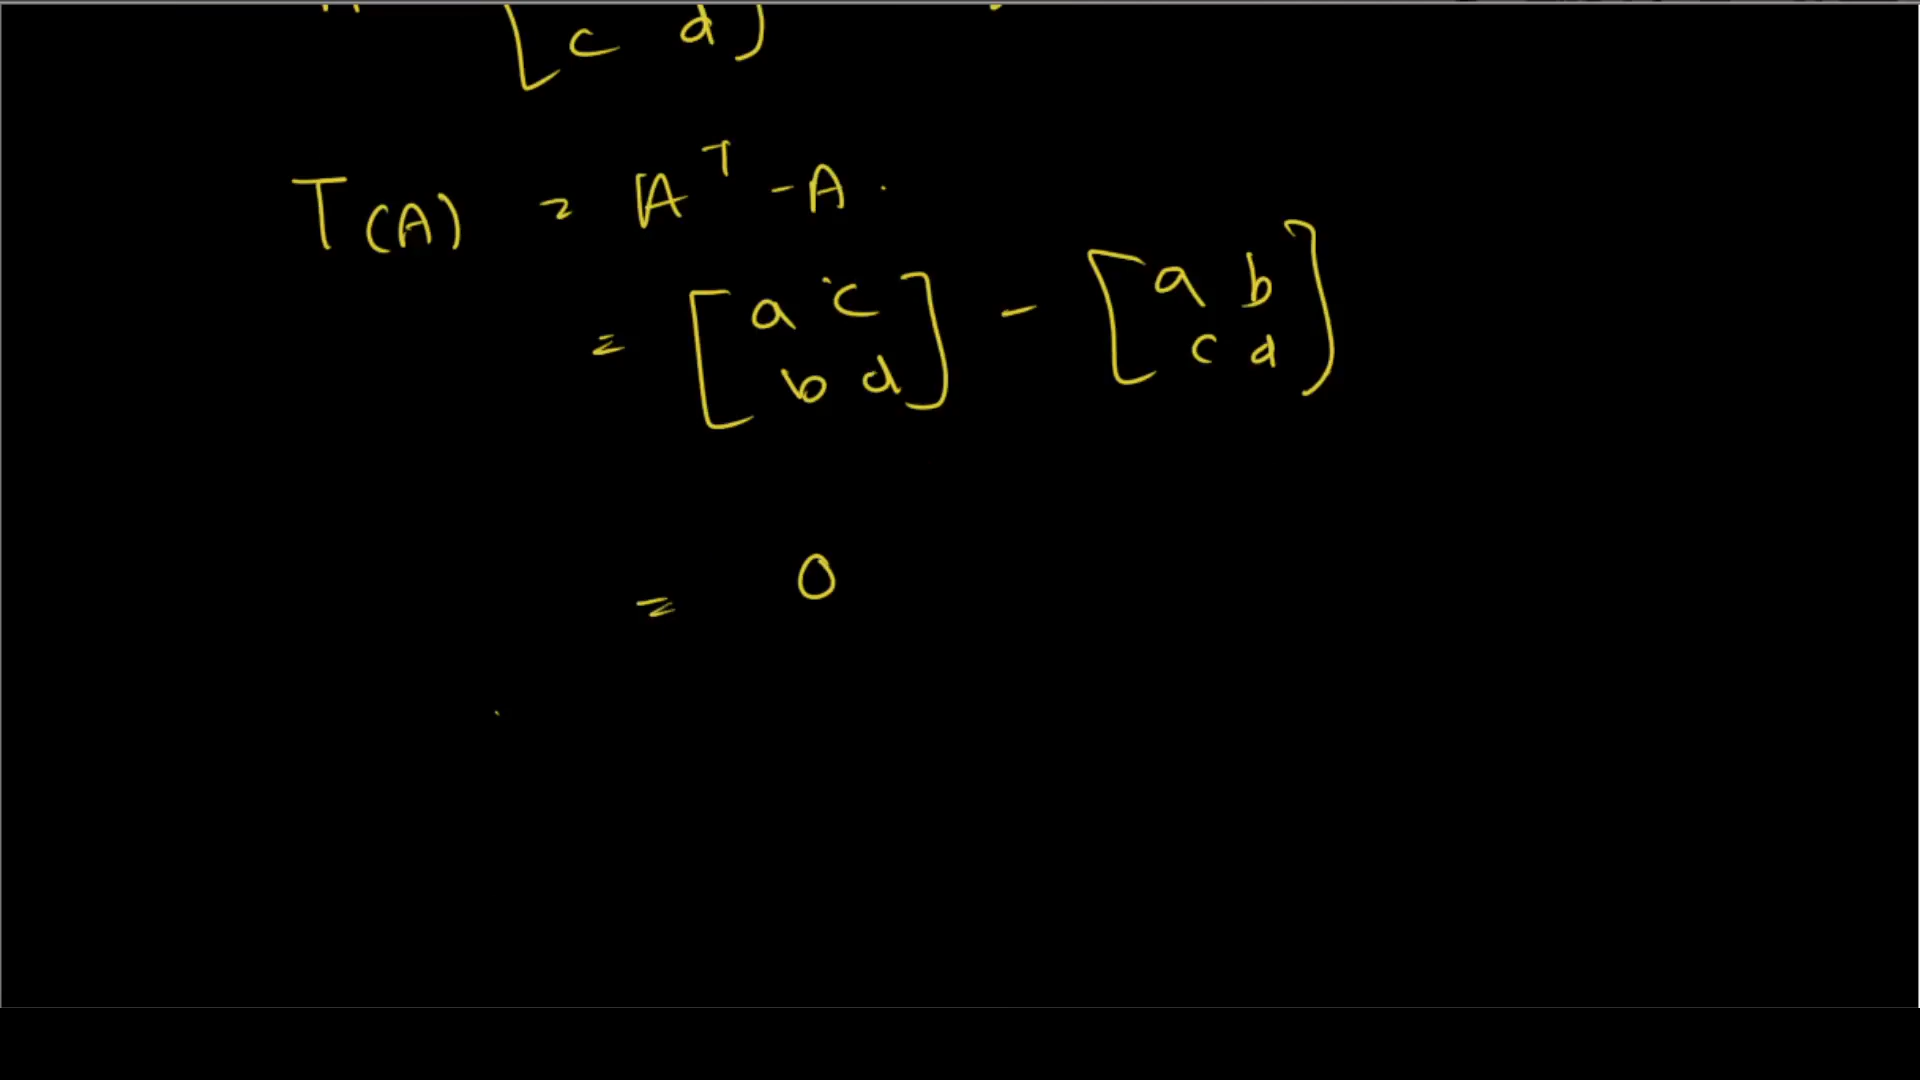 [c d]
T(A) = A^T - A.
= [a c] - [a b]
[b d] [c d]
= 0